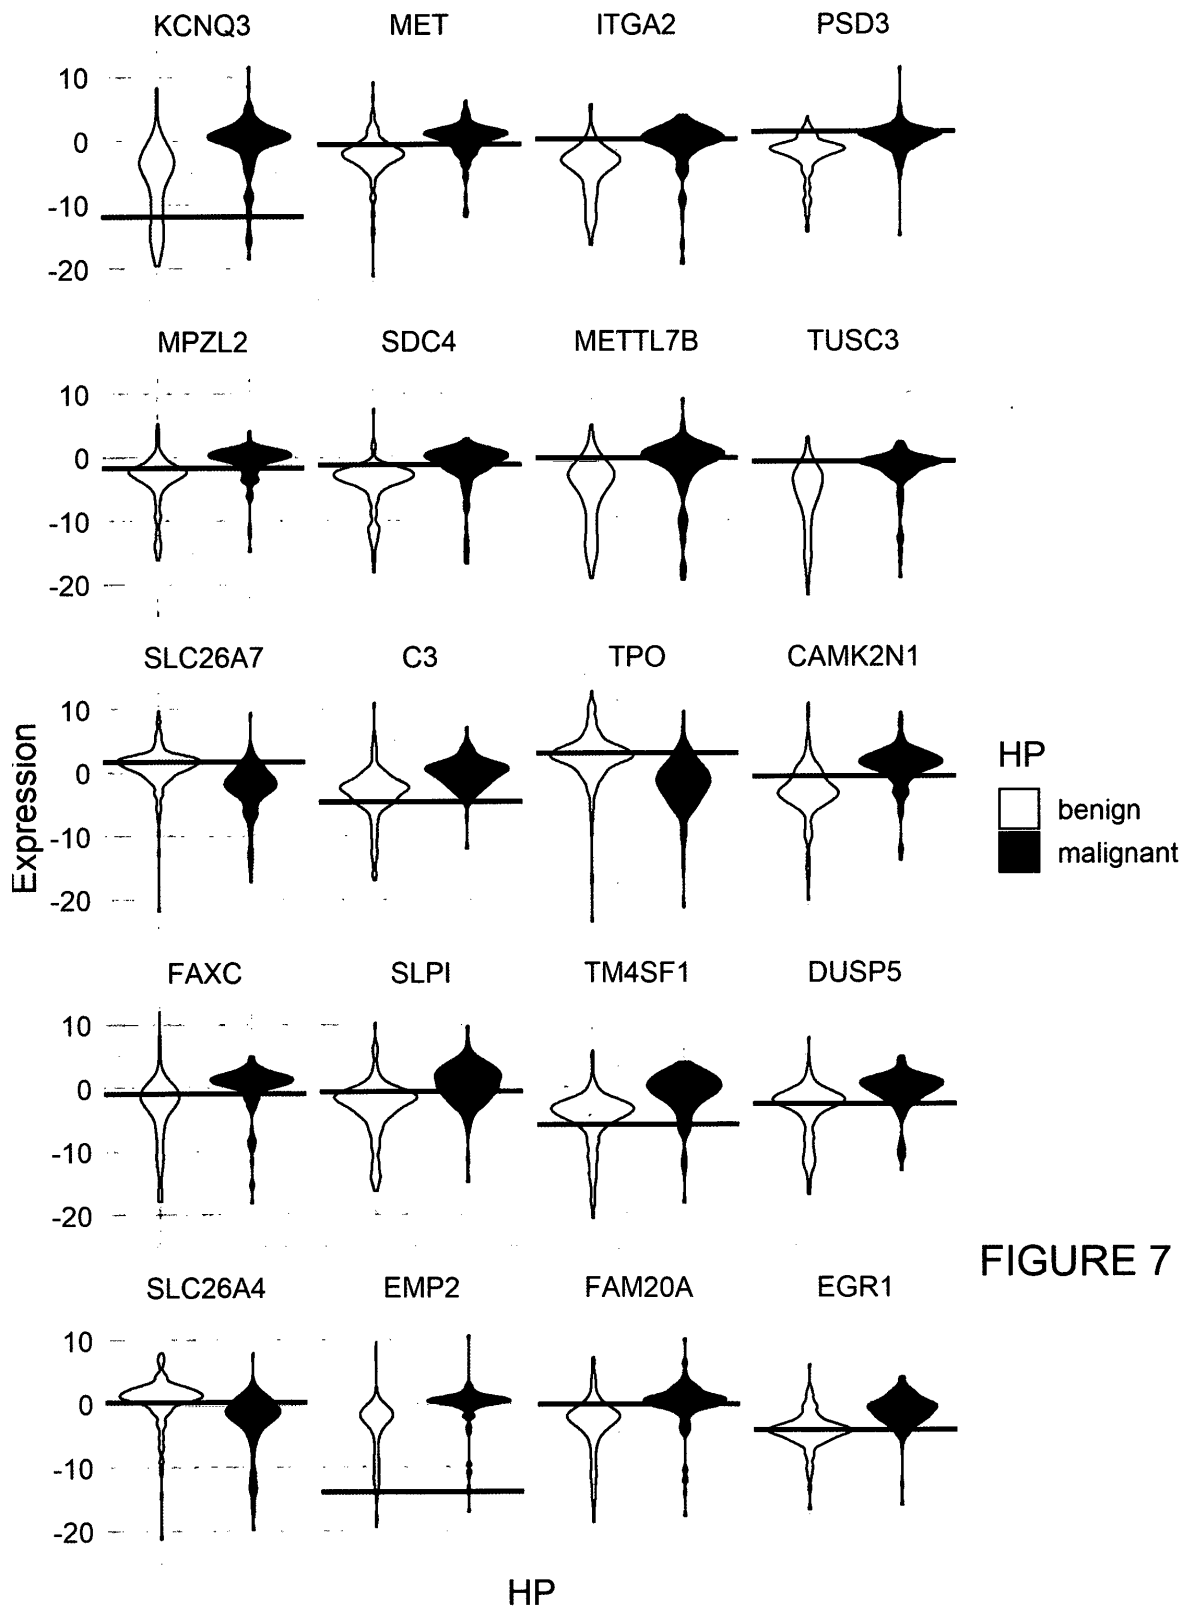 KCNQ3 MET ITGA2 PSD3
10
0
-10
-20
MPZL2 SDC4 METTL7B TUSC3
10
0
-10
-20
SLC26A7 C3 TPO CAMK2N1
10
0
-10
-20
Expression
HP
benign
malignant
FAXC SLPI TM4SF1 DUSP5
10
0
-10
-20
FIGURE 7
SLC26A4 EMP2 FAM20A EGR1
10
0
-10
-20
HP